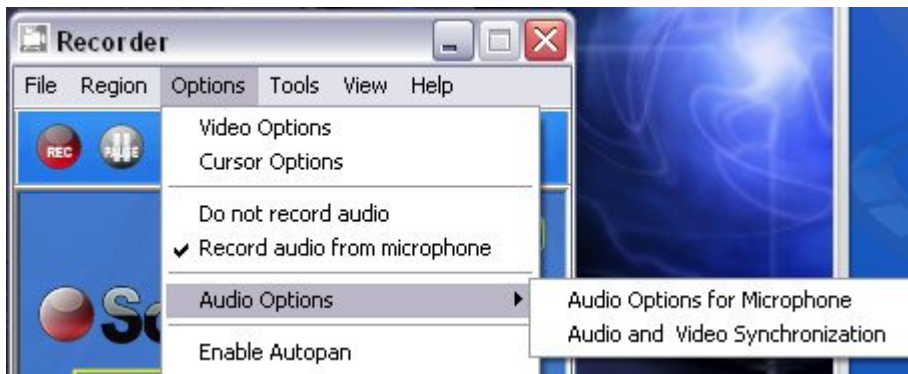 Recorder
File Region Options Tools View Help
REC PAUSE
Video Options
Cursor Options
Do not record audio
Record audio from microphone
Audio Options
Audio Options for Microphone
Audio and Video Synchronization
Enable Autopan